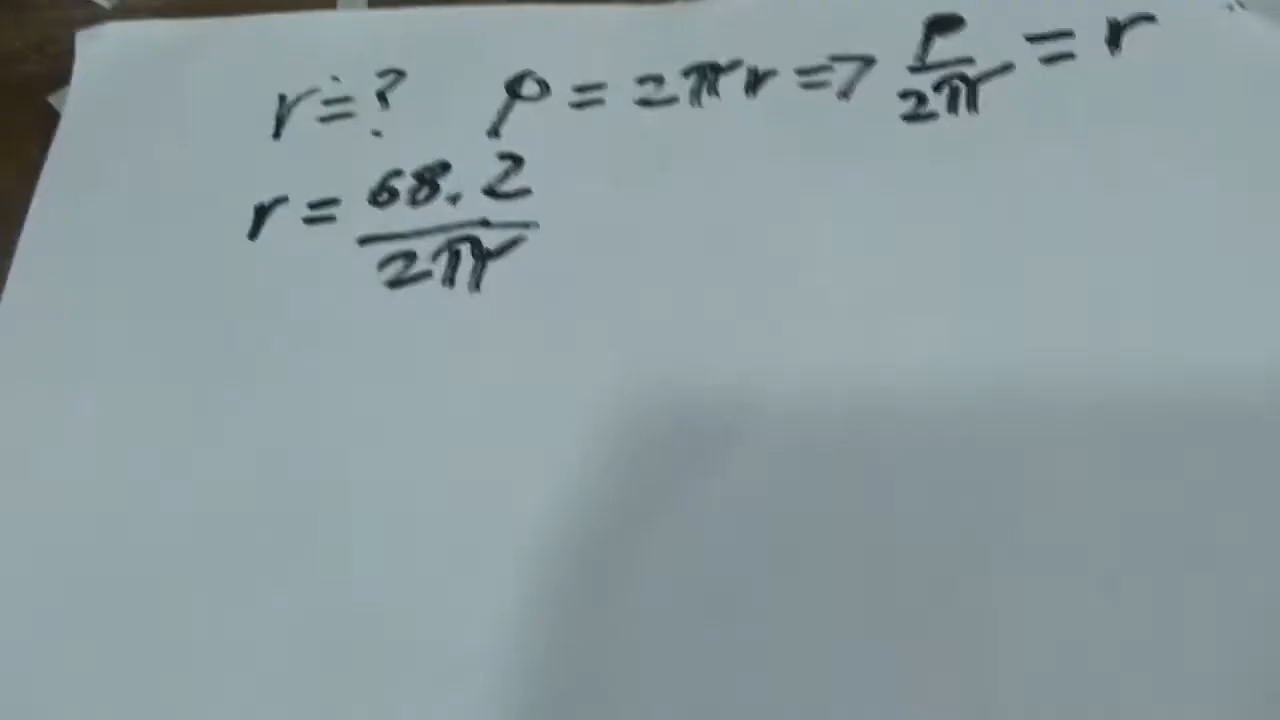 r = ? P = 2πr => P/2π = r
r = 68.2/2π